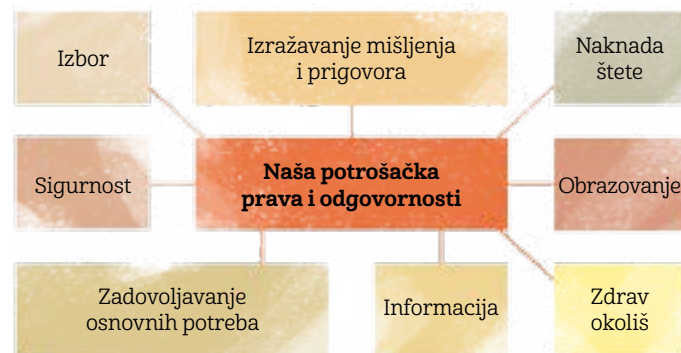 Izbor
Izražavanje mišljenja
i prigovora
Naknada
štete
Sigurnost
Naša potrošačka
prava i odgovornosti
Obrazovanje
Zadovoljavanje
osnovnih potreba
Informacija
Zdrav
okoliš